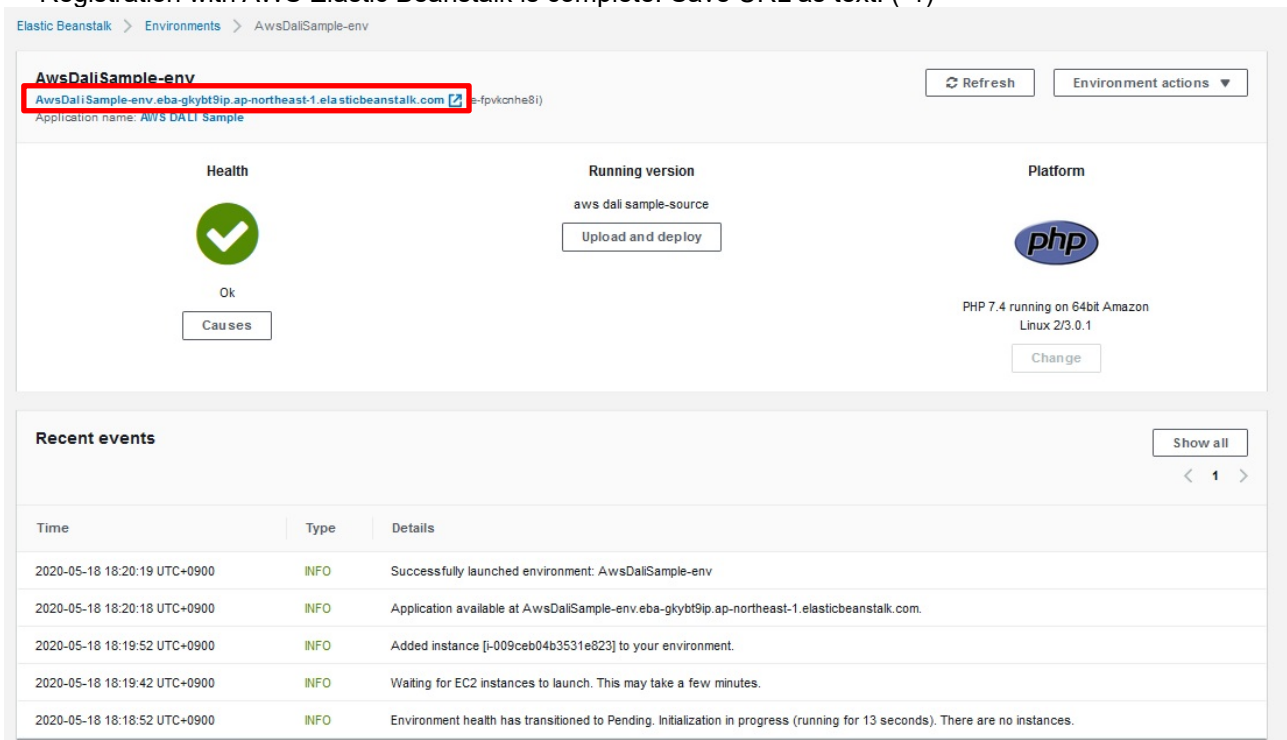 Registration with AWS Elastic Beanstalk is complete. Save URL as text. (*1)
Elastic Beanstalk > Environments > AwsDaliSample-env
AwsDaliSample-env
AwsDaliSample-env.eba-gkybt9ip.ap-northeast-1.elasticbeanstalk.com e-fpvkcnhe8i)
Application name: AWS DALI Sample
Refresh
Environment actions ▼
Health
Running version
Platform
aws dali sample-source
Upload and deploy
php
Ok
Causes
PHP 7.4 running on 64bit Amazon
Linux 2/3.0.1
Change
Recent events
Show all
< 1 >
Time Type Details
2020-05-18 18:20:19 UTC+0900 INFO Successfully launched environment: AwsDaliSample-env
2020-05-18 18:20:18 UTC+0900 INFO Application available at AwsDaliSample-env.eba-gkybt9ip.ap-northeast-1.elasticbeanstalk.com.
2020-05-18 18:19:52 UTC+0900 INFO Added instance [i-009ceb04b3531e823] to your environment.
2020-05-18 18:19:42 UTC+0900 INFO Waiting for EC2 instances to launch. This may take a few minutes.
2020-05-18 18:18:52 UTC+0900 INFO Environment health has transitioned to Pending. Initialization in progress (running for 13 seconds). There are no instances.